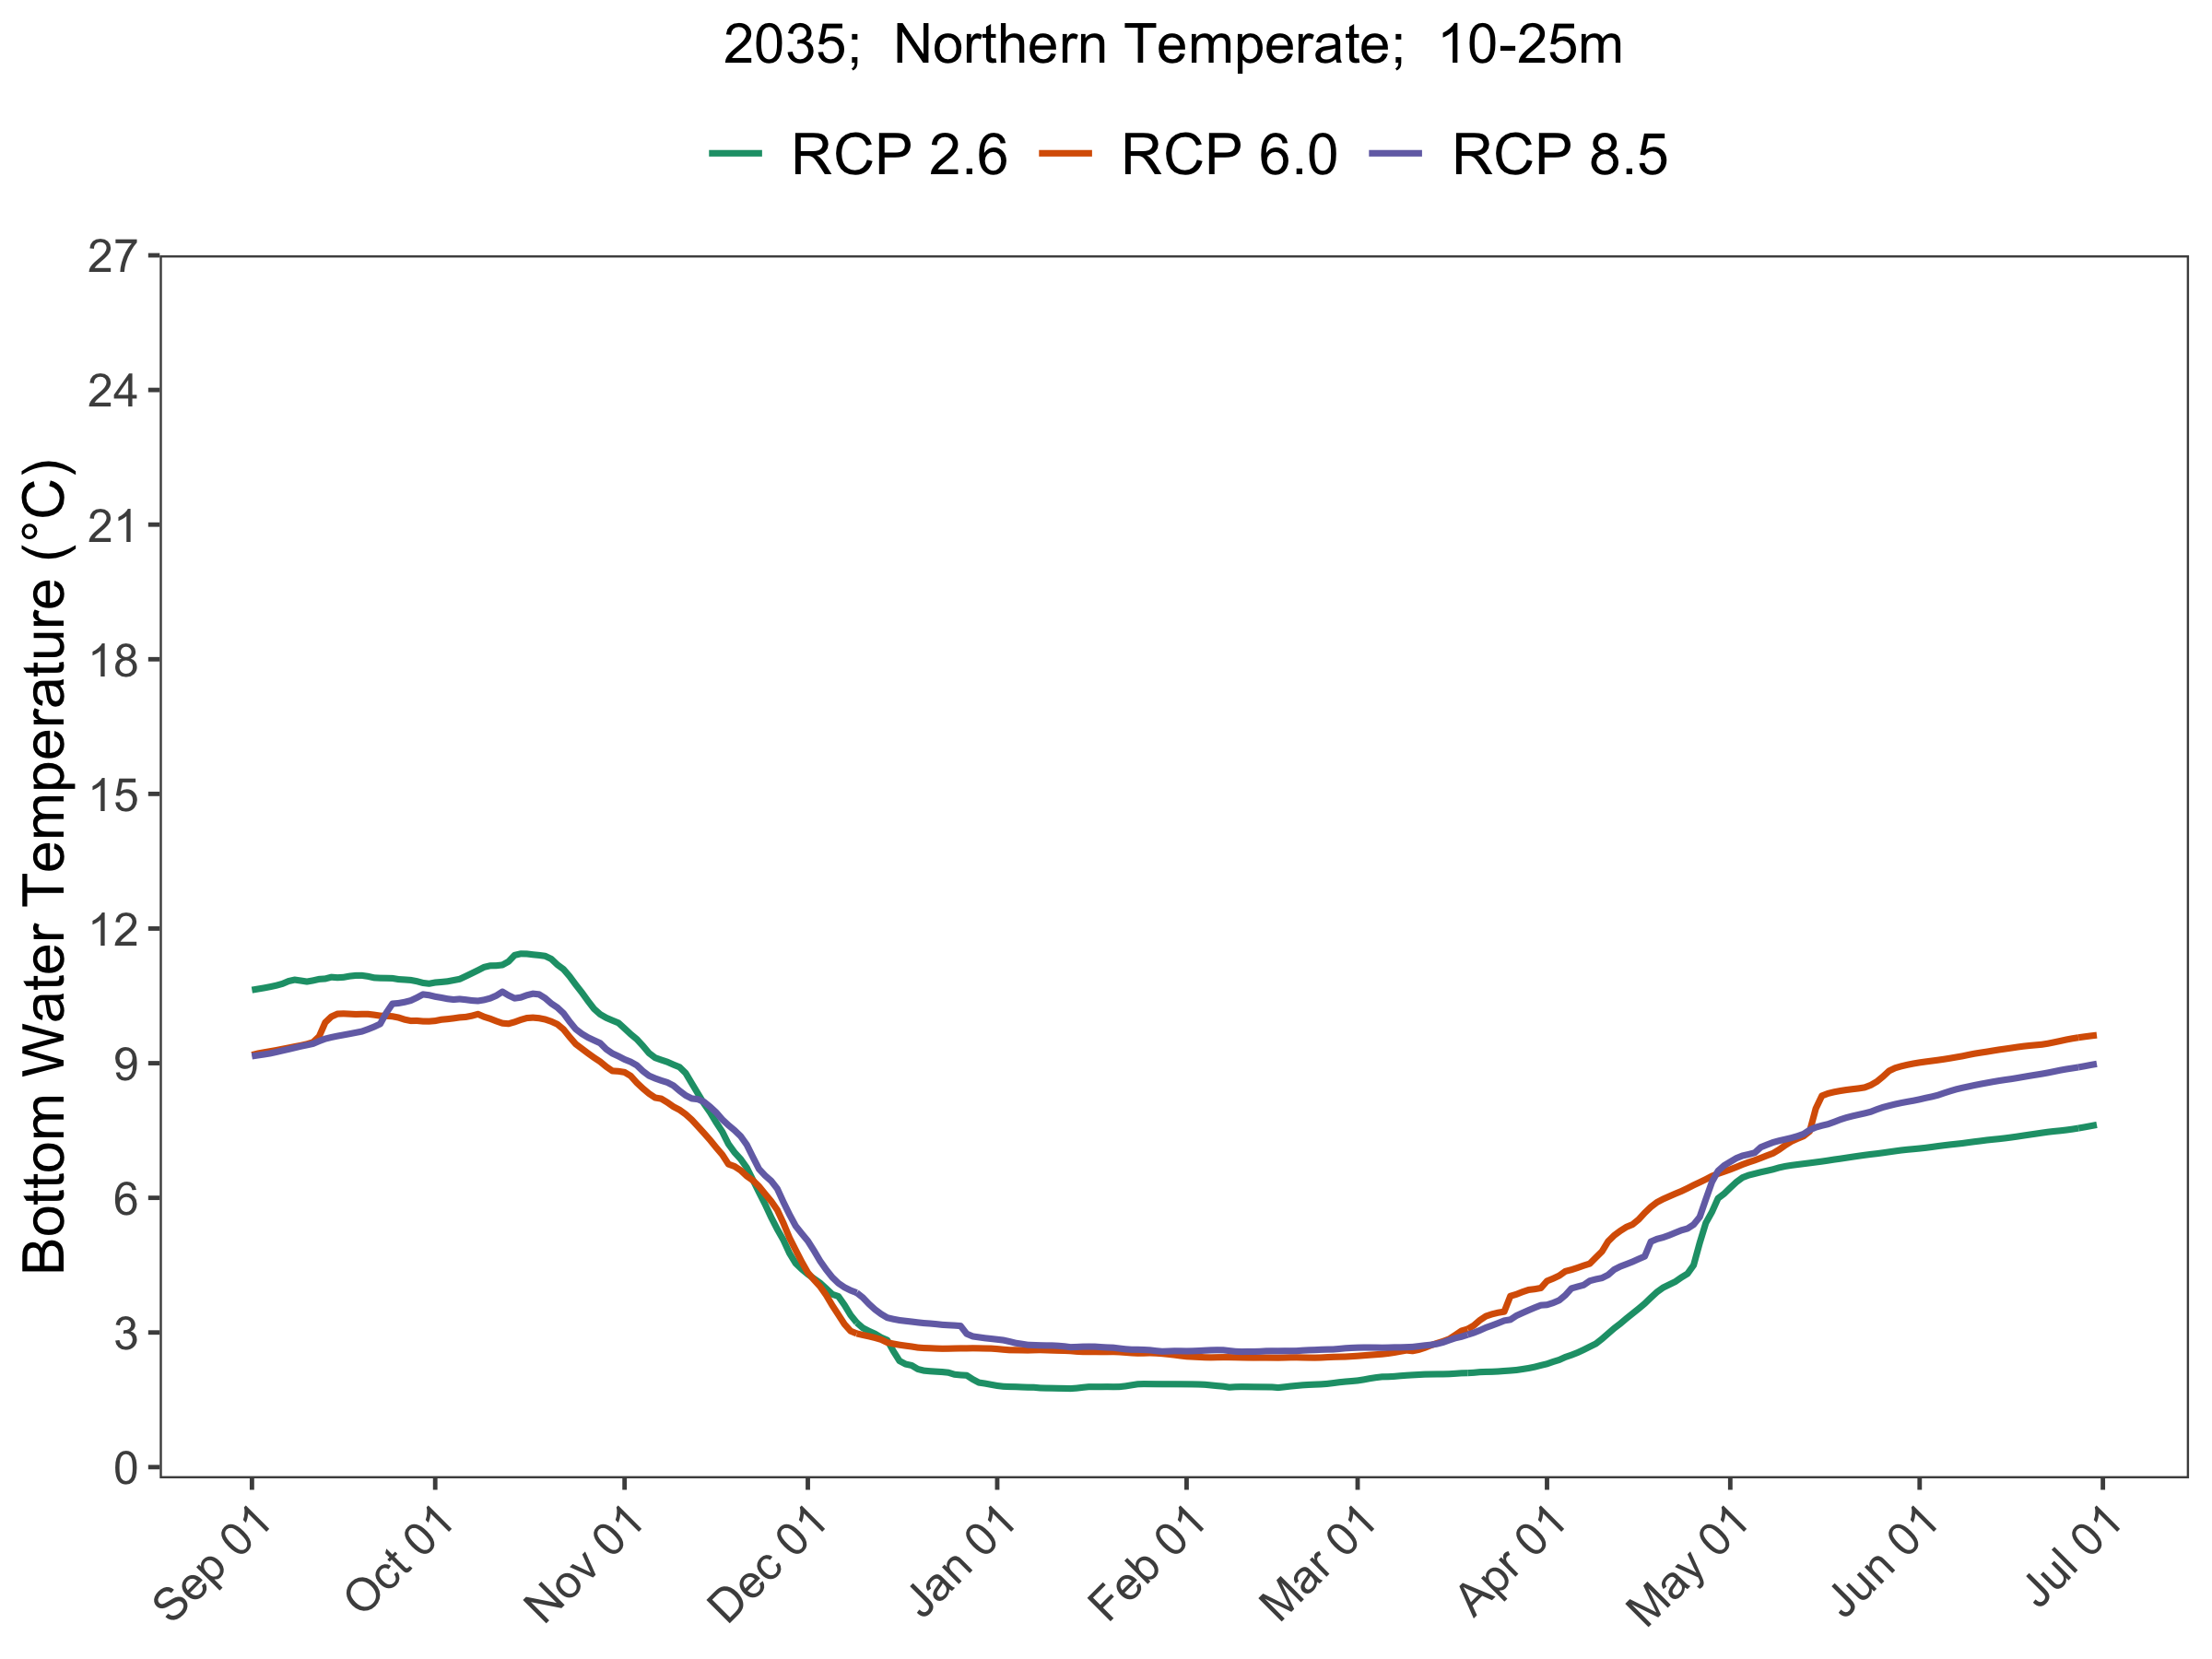 2035;  Northern Temperate;  10-25m
RCP 2.6 RCP 6.0 RCP 8.5
Bottom Water Temperature (°C)
27
24
21
18
15
12
9
6
3
0
Sep 01 Oct 01 Nov 01 Dec 01 Jan 01 Feb 01 Mar 01 Apr 01 May 01 Jun 01 Jul 01